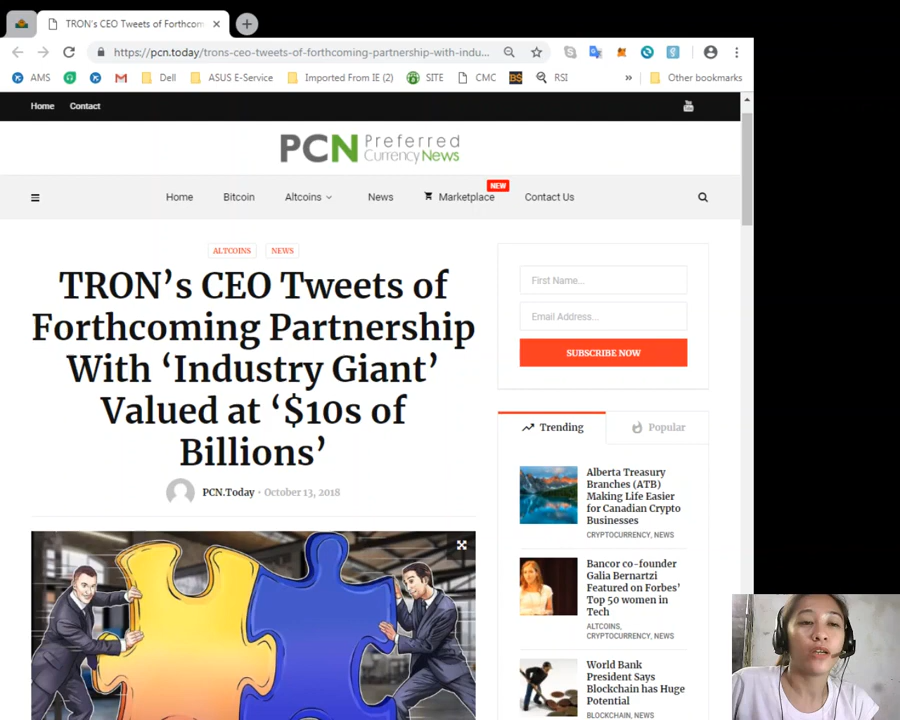 TRON's CEO Tweets of Forthcom
https://pcn.today/trons-ceo-tweets-of-forthcoming-partnership-with-indu...
AMS
Dell
ASUS E-Service
Imported From IE (2)
SITE
CMC
BS
RSI
»
Other bookmarks
Home
Contact
PCN Preferred
Currency News
Home
Bitcoin
Altcoins
News
Marketplace
NEW
Contact Us
ALTCOINS
NEWS
TRON’s CEO Tweets of
Forthcoming Partnership
With ‘Industry Giant’
Valued at ‘$10s of
Billions’
PCN.Today • October 13, 2018
First Name...
Email Address...
SUBSCRIBE NOW
Trending
Popular
Alberta Treasury
Branches (ATB)
Making Life Easier
for Canadian Crypto
Businesses
CRYPTOCURRENCY, NEWS
Bancor co-founder
Galia Bernartzi
Featured on Forbes’
Top 50 women in
Tech
ALTCOINS,
CRYPTOCURRENCY, NEWS
World Bank
President Says
Blockchain has Huge
Potential
BLOCKCHAIN, NEWS